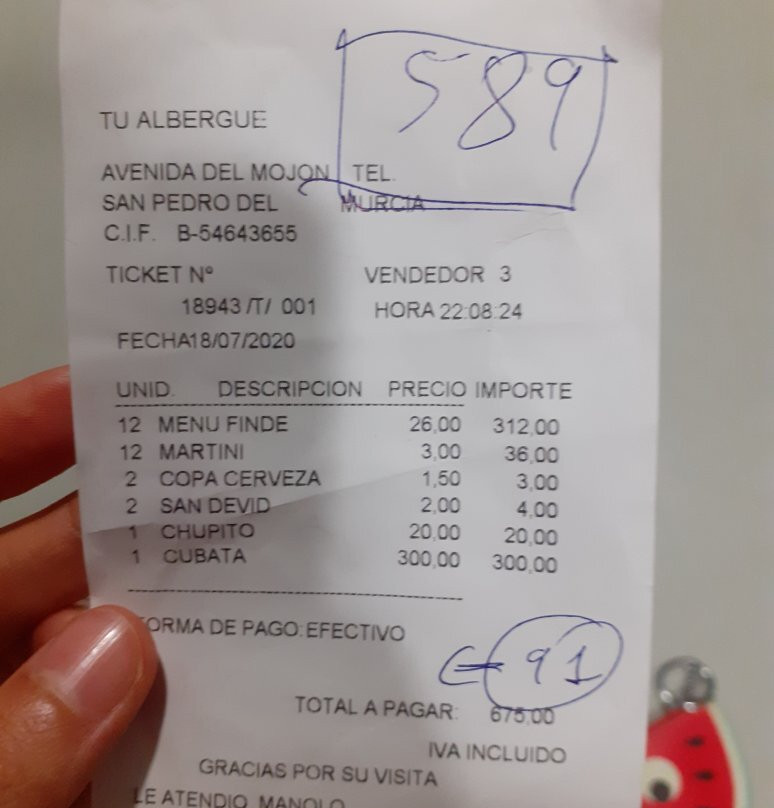 589
TU ALBERGUE
AVENIDA DEL MOJON TEL.
SAN PEDRO DEL MURCIA
C.I.F. B-54643655
TICKET Nº VENDEDOR 3
18943 /T/ 001 HORA 22:08:24
FECHA18/07/2020
UNID. DESCRIPCION PRECIO IMPORTE
12 MENU FINDE 26,00 312,00
12 MARTINI 3,00 36,00
2 COPA CERVEZA 1,50 3,00
2 SAN DEVID 2,00 4,00
1 CHUPITO 20,00 20,00
1 CUBATA 300,00 300,00
FORMA DE PAGO:EFECTIVO
91
TOTAL A PAGAR: 675,00
IVA INCLUIDO
GRACIAS POR SU VISITA
LE ATENDIO MANOLO